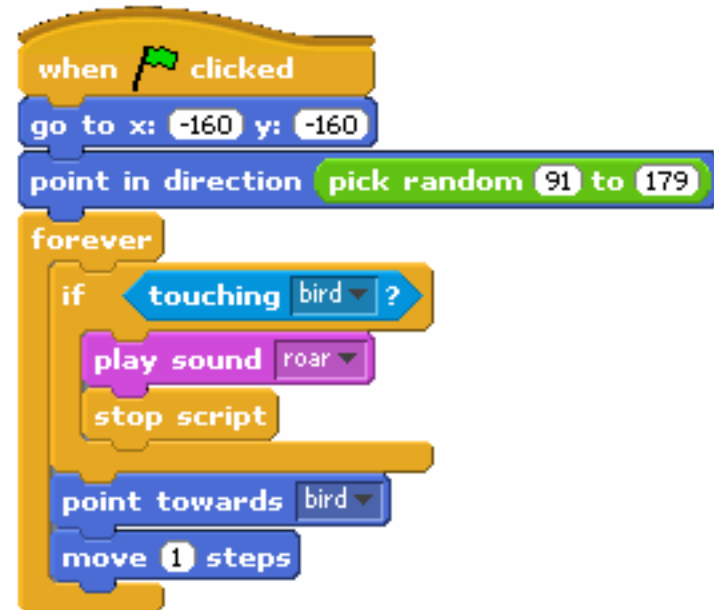 when clicked
go to x: -160 y: -160
point in direction pick random 91 to 179
forever
if touching bird ?
play sound roar
stop script
point towards bird
move 1 steps